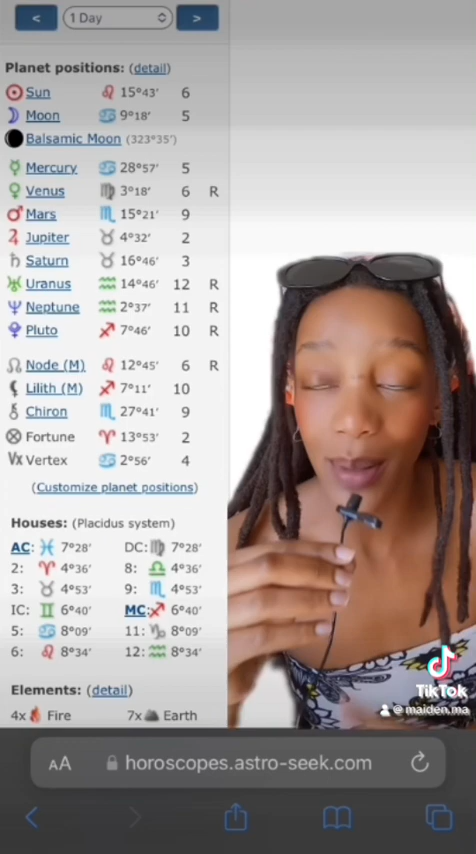 < 1 Day >
Planet positions: (detail)
Sun ♌ 15°43′ 6
Moon ♋ 9°18′ 5
Balsamic Moon (323°35′)
Mercury ♋ 28°57′ 5
Venus ♍ 3°18′ 6 R
Mars ♏ 15°21′ 9
Jupiter ♉ 4°32′ 2
Saturn ♉ 16°46′ 3
Uranus ♒ 14°46′ 12 R
Neptune ♒ 2°37′ 11 R
Pluto ♐ 7°46′ 10 R
Node (M) ♌ 12°45′ 6 R
Lilith (M) ♐ 7°11′ 10
Chiron ♏ 27°41′ 9
Fortune ♈ 13°53′ 2
Vx Vertex ♋ 2°56′ 4
(Customize planet positions)
Houses: (Placidus system)
AC: ♓ 7°28′ DC: ♍ 7°28′
2: ♈ 4°36′ 8: ♎ 4°36′
3: ♉ 4°53′ 9: ♏ 4°53′
IC: ♊ 6°40′ MC: ♐ 6°40′
5: ♋ 8°09′ 11: ♑ 8°09′
6: ♌ 8°34′ 12: ♒ 8°34′
Elements: (detail)
4x Fire 7x Earth
TikTok
@maiden.ma
AA horoscopes.astro-seek.com